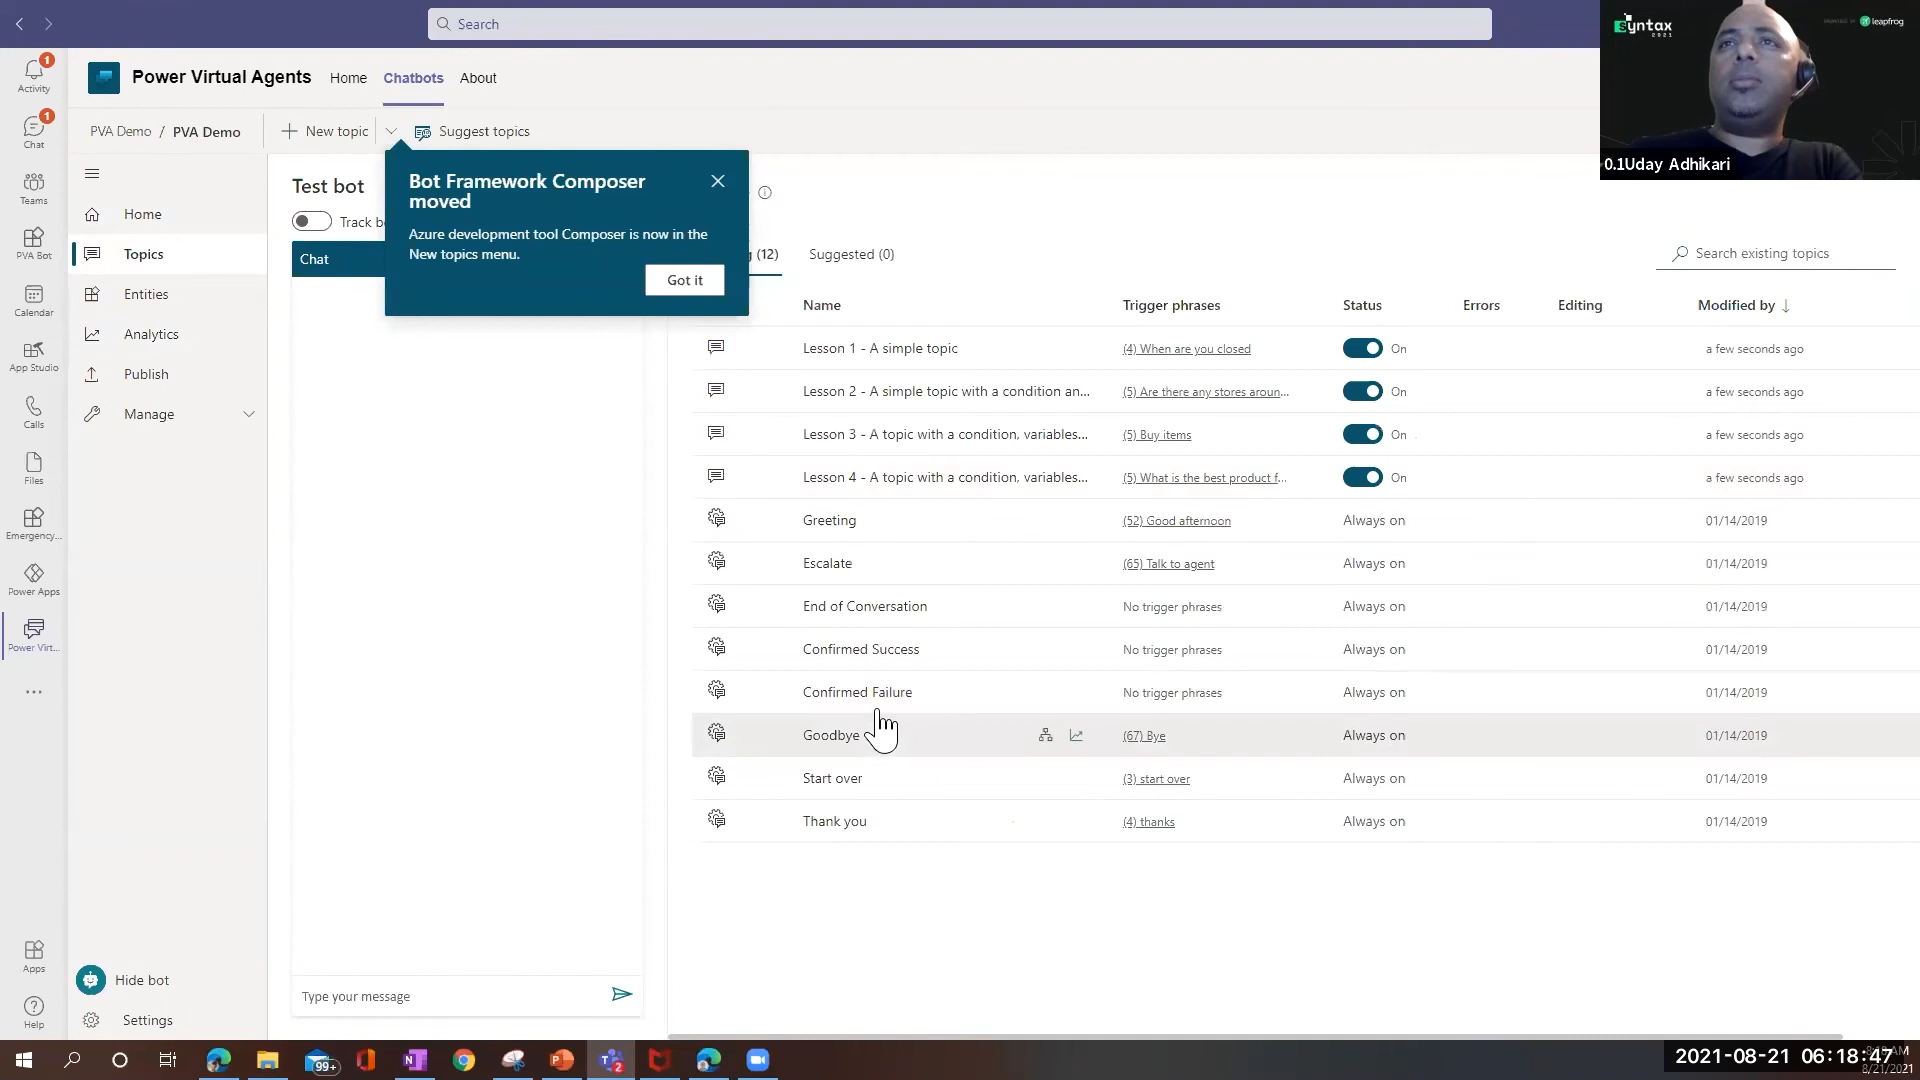 Search
syntax
2021
leapfrog
0.1Uday Adhikari
1
Activity
1
Chat
Teams
PVA Bot
Calendar
App Studio
Calls
Files
Emergency...
Power Apps
Power Virt...
Apps
Help
Power Virtual Agents
Home
Chatbots
About
PVA Demo / PVA Demo
New topic
Suggest topics
Home
Topics
Entities
Analytics
Publish
Manage
Hide bot
Settings
Test bot
Chat
Type your message
Bot Framework Composer
moved
Azure development tool Composer is now in the
New topics menu.
Got it
(12)
Suggested (0)
Search existing topics
Name Trigger phrases Status Errors Editing Modified by
Lesson 1 - A simple topic (4) When are you closed On a few seconds ago
Lesson 2 - A simple topic with a condition an... (5) Are there any stores aroun... On a few seconds ago
Lesson 3 - A topic with a condition, variables... (5) Buy items On a few seconds ago
Lesson 4 - A topic with a condition, variables... (5) What is the best product f... On a few seconds ago
Greeting (52) Good afternoon Always on 01/14/2019
Escalate (65) Talk to agent Always on 01/14/2019
End of Conversation No trigger phrases Always on 01/14/2019
Confirmed Success No trigger phrases Always on 01/14/2019
Confirmed Failure No trigger phrases Always on 01/14/2019
Goodbye (67) Bye Always on 01/14/2019
Start over (3) start over Always on 01/14/2019
Thank you (4) thanks Always on 01/14/2019
99+
2
2021-08-21 06:18:47
8/21/2021